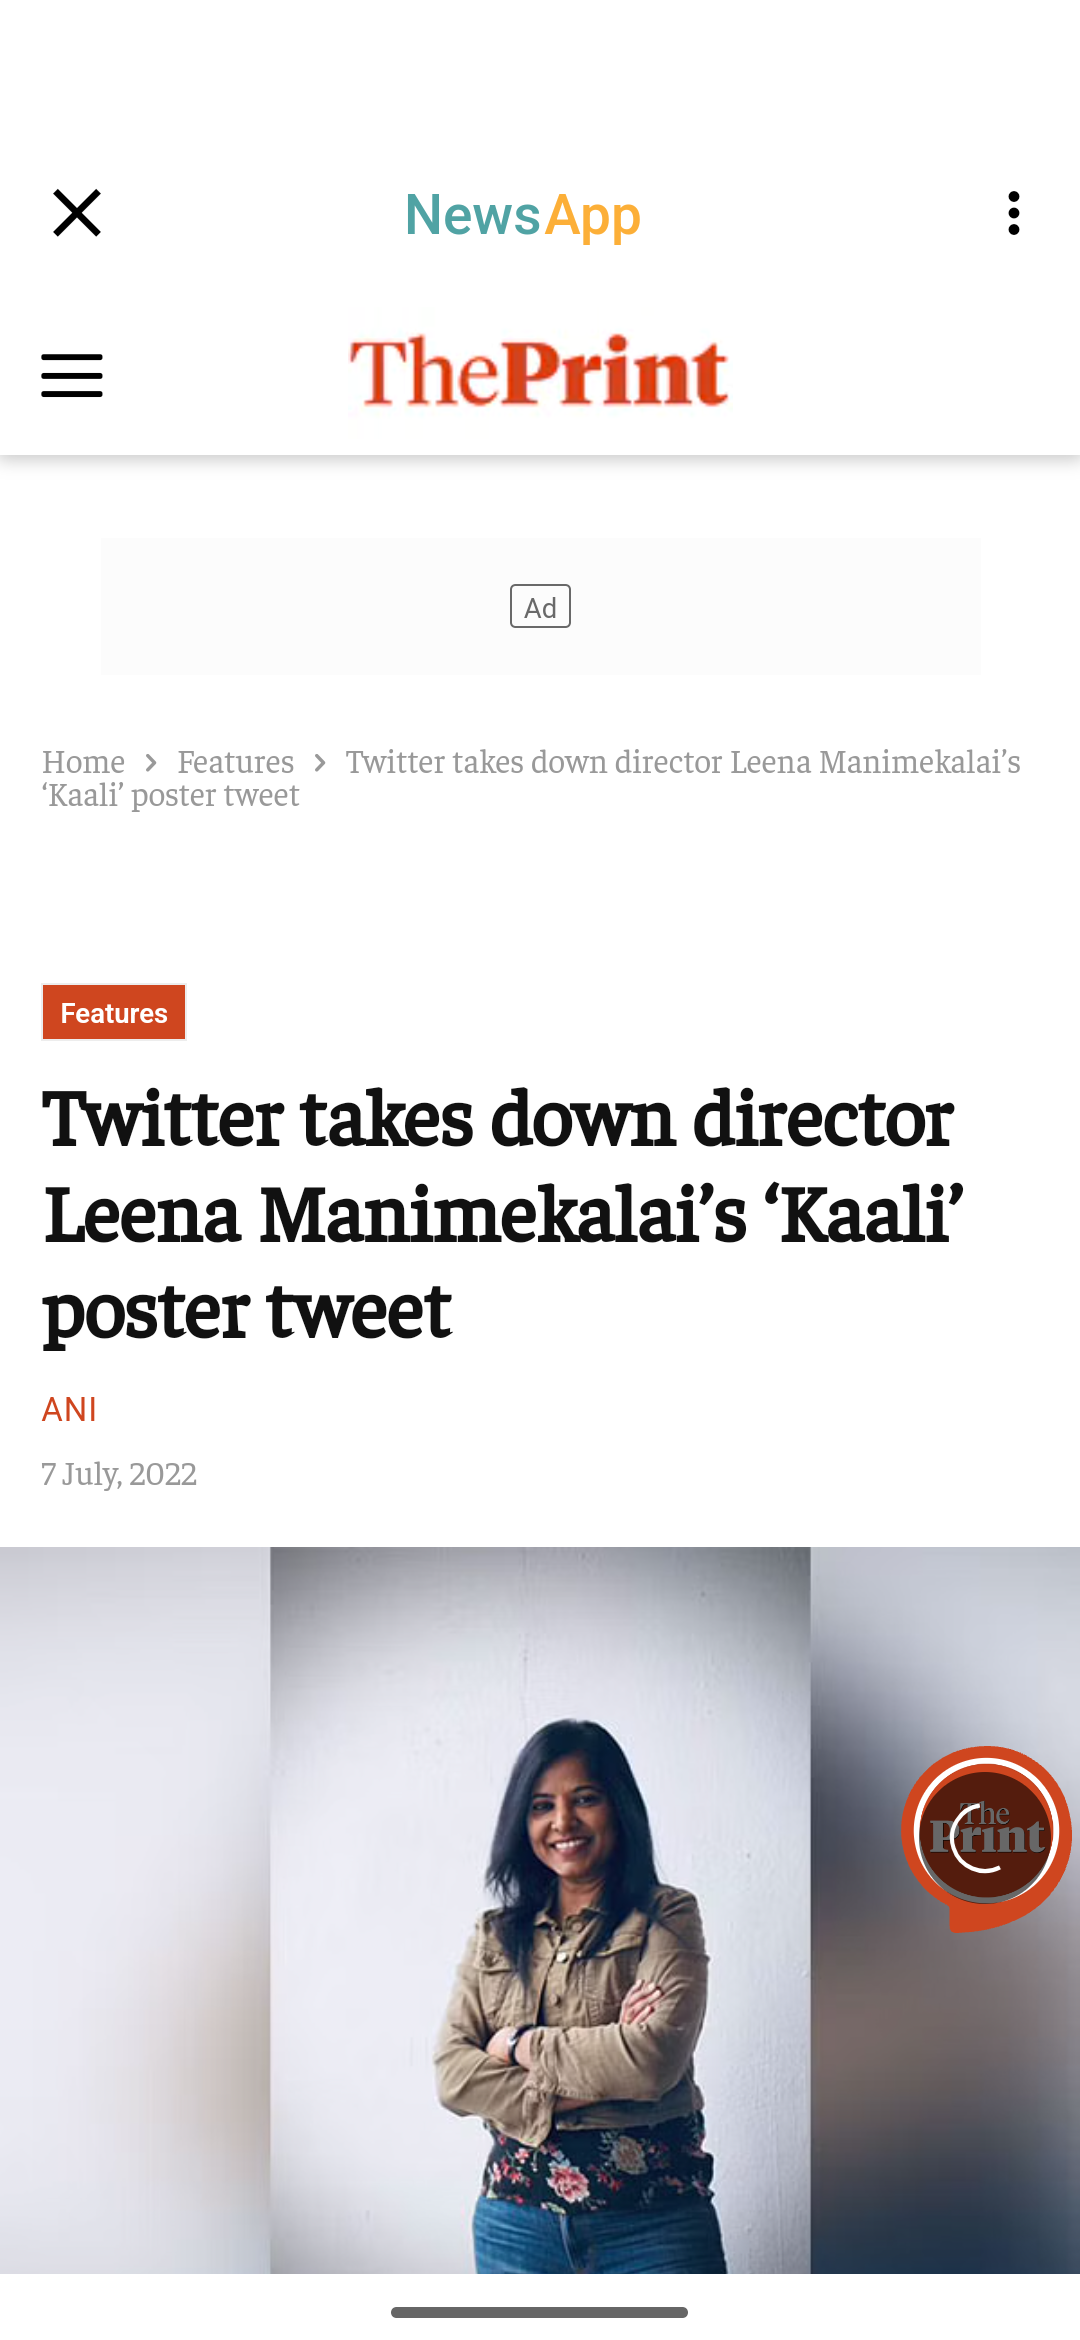 NewsApp
ThePrint
Ad
Home > Features > Twitter takes down director Leena Manimekalai’s
‘Kaali’ poster tweet
Features
Twitter takes down director
Leena Manimekalai’s ‘Kaali’
poster tweet
ANI
7 July, 2022
The
Print